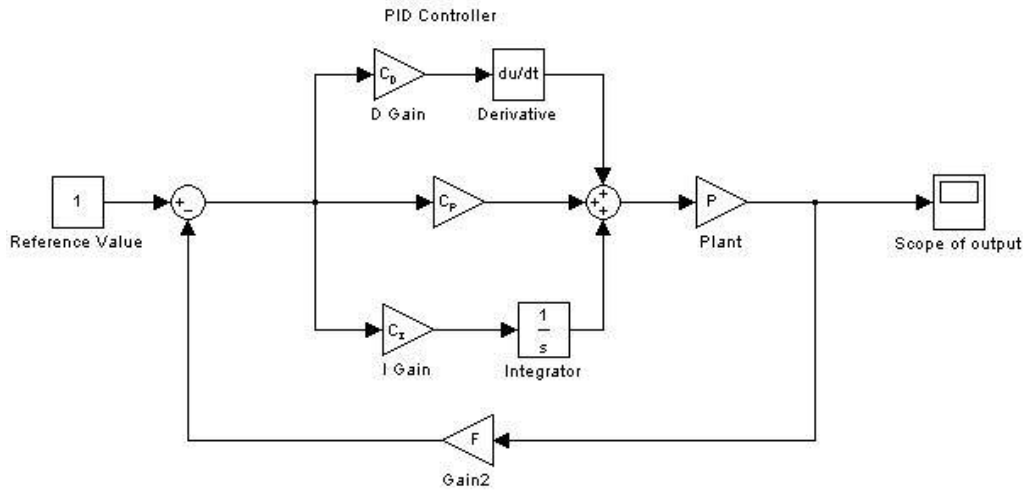 PID Controller
C_D
du/dt
D Gain
Derivative
1
+
−
Reference Value
C_P
+
+
+
P
Plant
Scope of output
C_I
1
s
I Gain
Integrator
F
Gain2